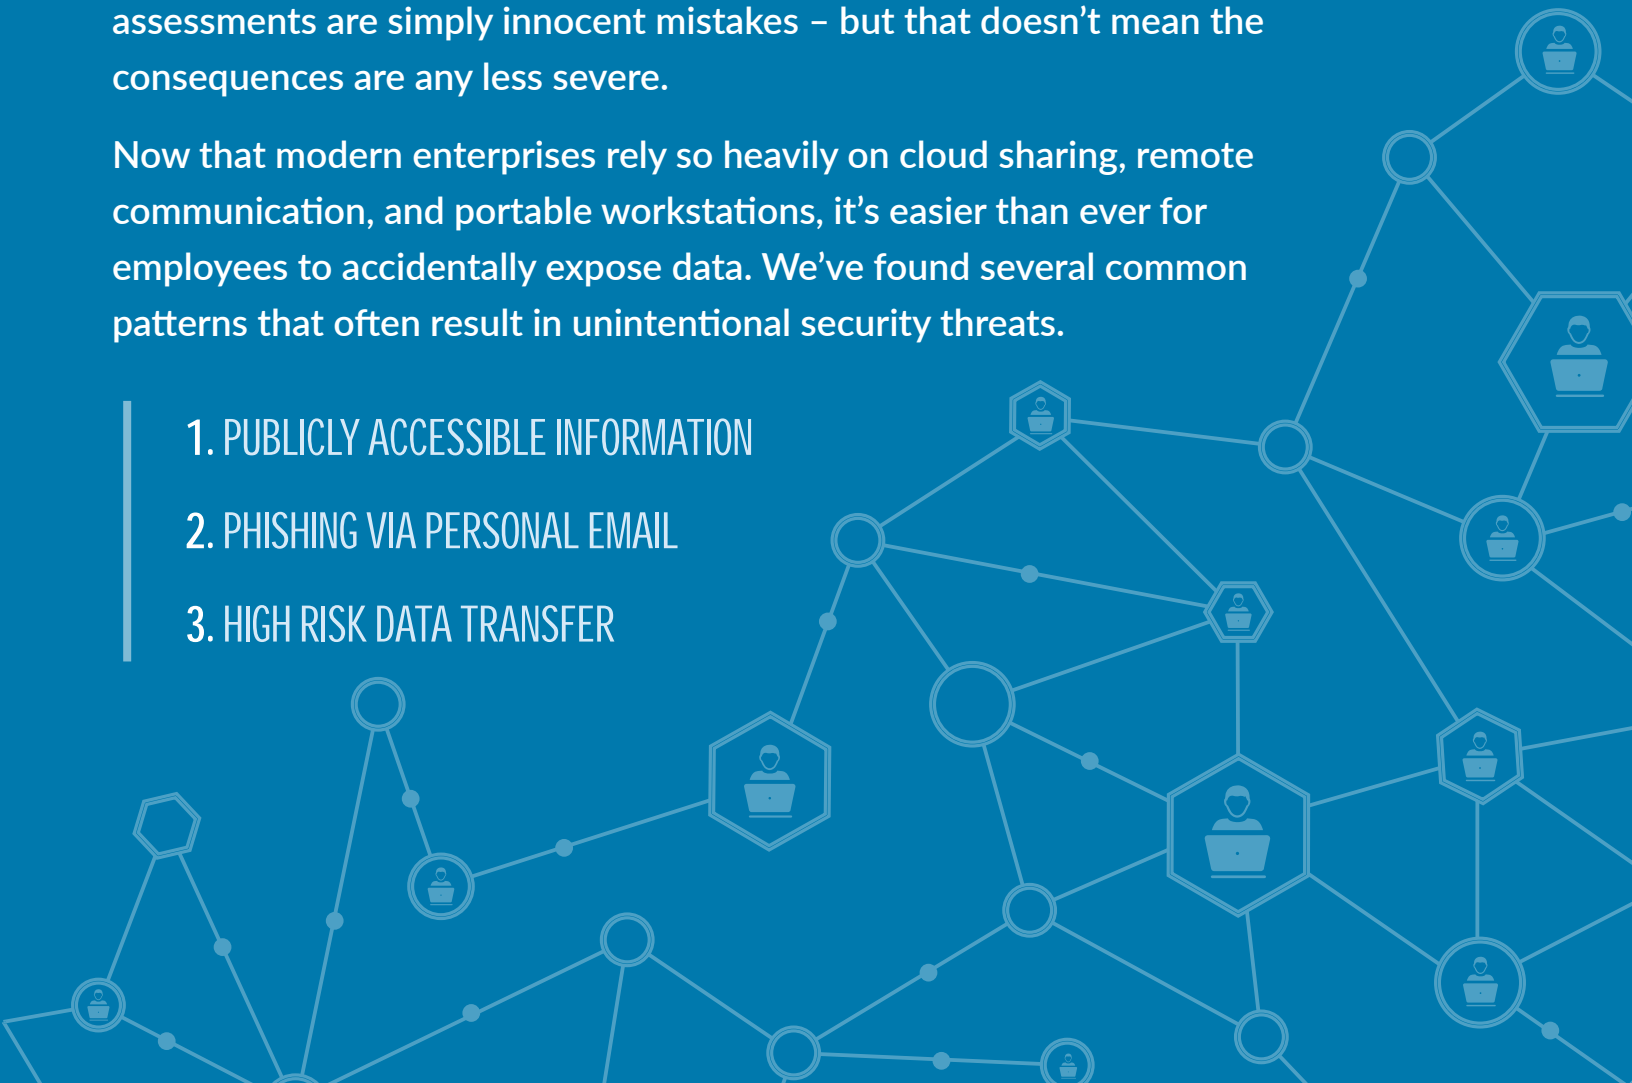 assessments are simply innocent mistakes – but that doesn’t mean the
consequences are any less severe.
Now that modern enterprises rely so heavily on cloud sharing, remote
communication, and portable workstations, it’s easier than ever for
employees to accidentally expose data. We’ve found several common
patterns that often result in unintentional security threats.
1. PUBLICLY ACCESSIBLE INFORMATION
2. PHISHING VIA PERSONAL EMAIL
3. HIGH RISK DATA TRANSFER